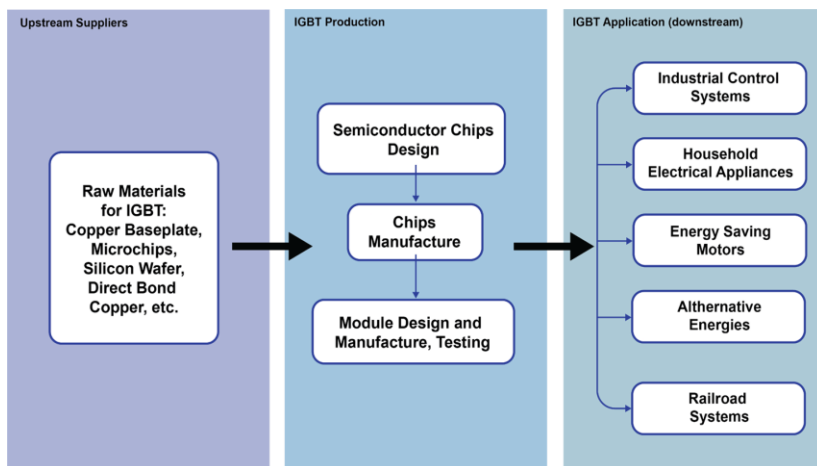 Upstream Suppliers
Raw Materials
for IGBT:
Copper Baseplate,
Microchips,
Silicon Wafer,
Direct Bond
Copper, etc.
IGBT Production
Semiconductor Chips
Design
Chips
Manufacture
Module Design and
Manufacture, Testing
IGBT Application (downstream)
Industrial Control
Systems
Household
Electrical Appliances
Energy Saving
Motors
Althernative
Energies
Railroad
Systems